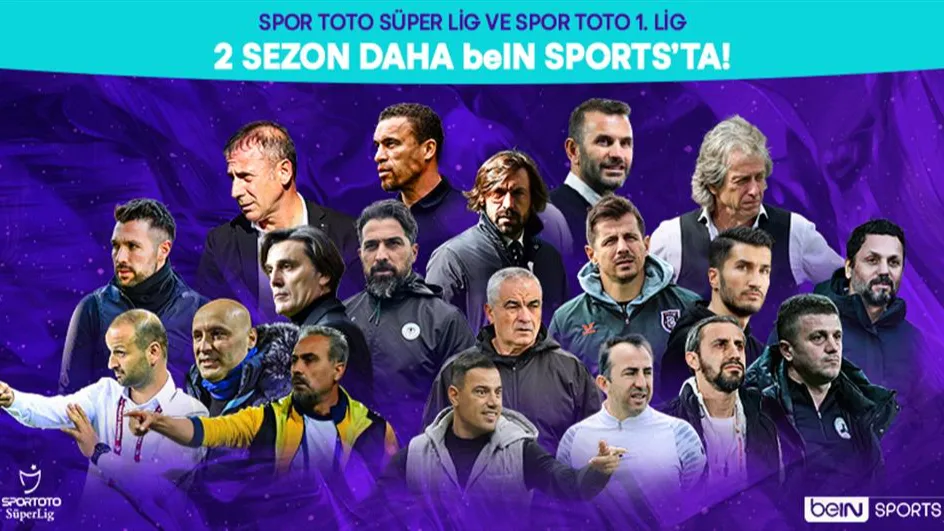 SPOR TOTO SÜPER LİG VE SPOR TOTO 1. LİG
2 SEZON DAHA beIN SPORTS'TA!
SPORTOTO
SüperLig
beIN SPORTS